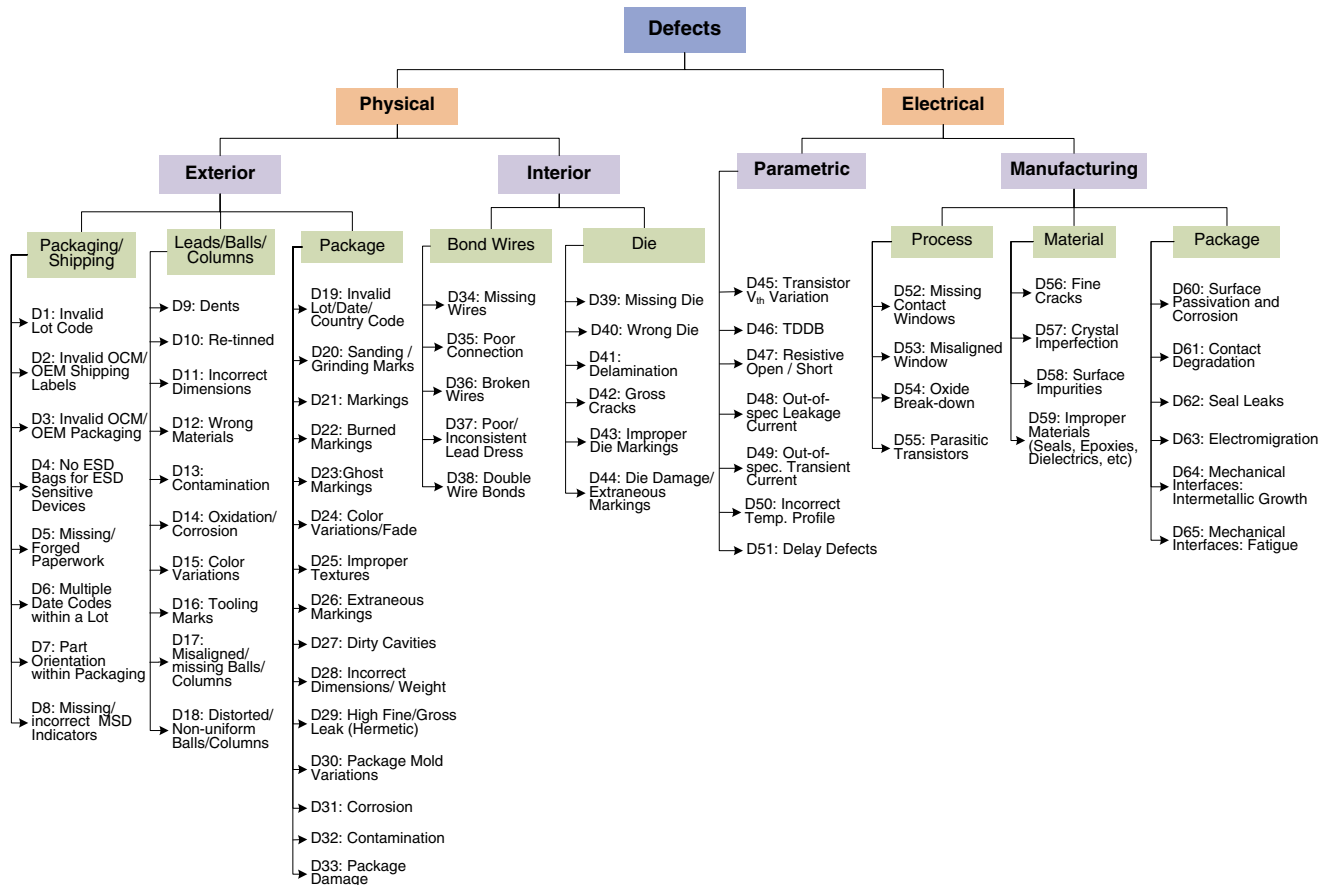 Defects
Physical
Electrical
Exterior
Interior
Parametric
Manufacturing
Packaging/
Shipping
D1: Invalid
Lot Code
D2: Invalid OCM/
OEM Shipping
Labels
D3: Invalid OCM/
OEM Packaging
D4: No ESD
Bags for ESD
Sensitive
Devices
D5: Missing/
Forged
Paperwork
D6: Multiple
Date Codes
within a Lot
D7: Part
Orientation
within Packaging
D8: Missing/
incorrect MSD
Indicators
Leads/Balls/
Columns
D9: Dents
D10: Re-tinned
D11: Incorrect
Dimensions
D12: Wrong
Materials
D13:
Contamination
D14: Oxidation/
Corrosion
D15: Color
Variations
D16: Tooling
Marks
D17:
Misaligned/
missing Balls/
Columns
D18: Distorted/
Non-uniform
Balls/Columns
Package
D19: Invalid
Lot/Date/
Country Code
D20: Sanding /
Grinding Marks
D21: Markings
D22: Burned
Markings
D23:Ghost
Markings
D24: Color
Variations/Fade
D25: Improper
Textures
D26: Extraneous
Markings
D27: Dirty Cavities
D28: Incorrect
Dimensions/ Weight
D29: High Fine/Gross
Leak (Hermetic)
D30: Package Mold
Variations
D31: Corrosion
D32: Contamination
D33: Package
Damage
Bond Wires
D34: Missing
Wires
D35: Poor
Connection
D36: Broken
Wires
D37: Poor/
Inconsistent
Lead Dress
D38: Double
Wire Bonds
Die
D39: Missing Die
D40: Wrong Die
D41:
Delamination
D42: Gross
Cracks
D43: Improper
Die Markings
D44: Die Damage/
Extraneous
Markings
D45: Transistor
Vth Variation
D46: TDDB
D47: Resistive
Open / Short
D48: Out-of-
spec Leakage
Current
D49: Out-of-
spec. Transient
Current
D50: Incorrect
Temp. Profile
D51: Delay Defects
Process
D52: Missing
Contact
Windows
D53: Misaligned
Window
D54: Oxide
Break-down
D55: Parasitic
Transistors
Material
D56: Fine
Cracks
D57: Crystal
Imperfection
D58: Surface
Impurities
D59: Improper
Materials
(Seals, Epoxies,
Dielectrics, etc)
Package
D60: Surface
Passivation and
Corrosion
D61: Contact
Degradation
D62: Seal Leaks
D63: Electromigration
D64: Mechanical
Interfaces:
Intermetallic Growth
D65: Mechanical
Interfaces: Fatigue